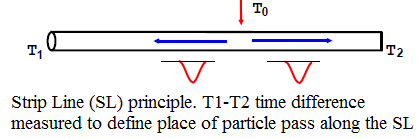 T0
T1
T2
Strip Line (SL) principle. T1-T2 time difference
measured to define place of particle pass along the SL